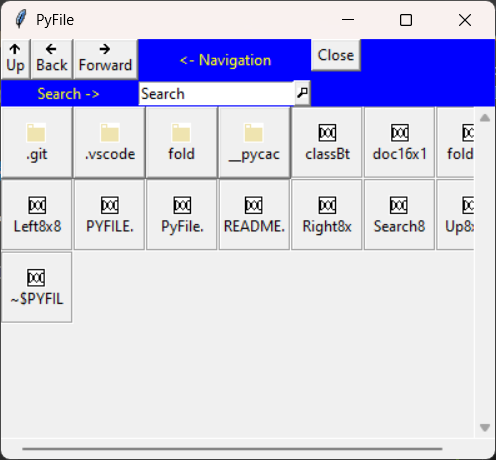 PyFile
Up Back Forward <- Navigation Close
Search -> Search
.git .vscode fold __pycac classBt doc16x1 fold
Left8x8 PYFILE. PyFile. README. Right8x Search8 Up8x
~$PYFIL